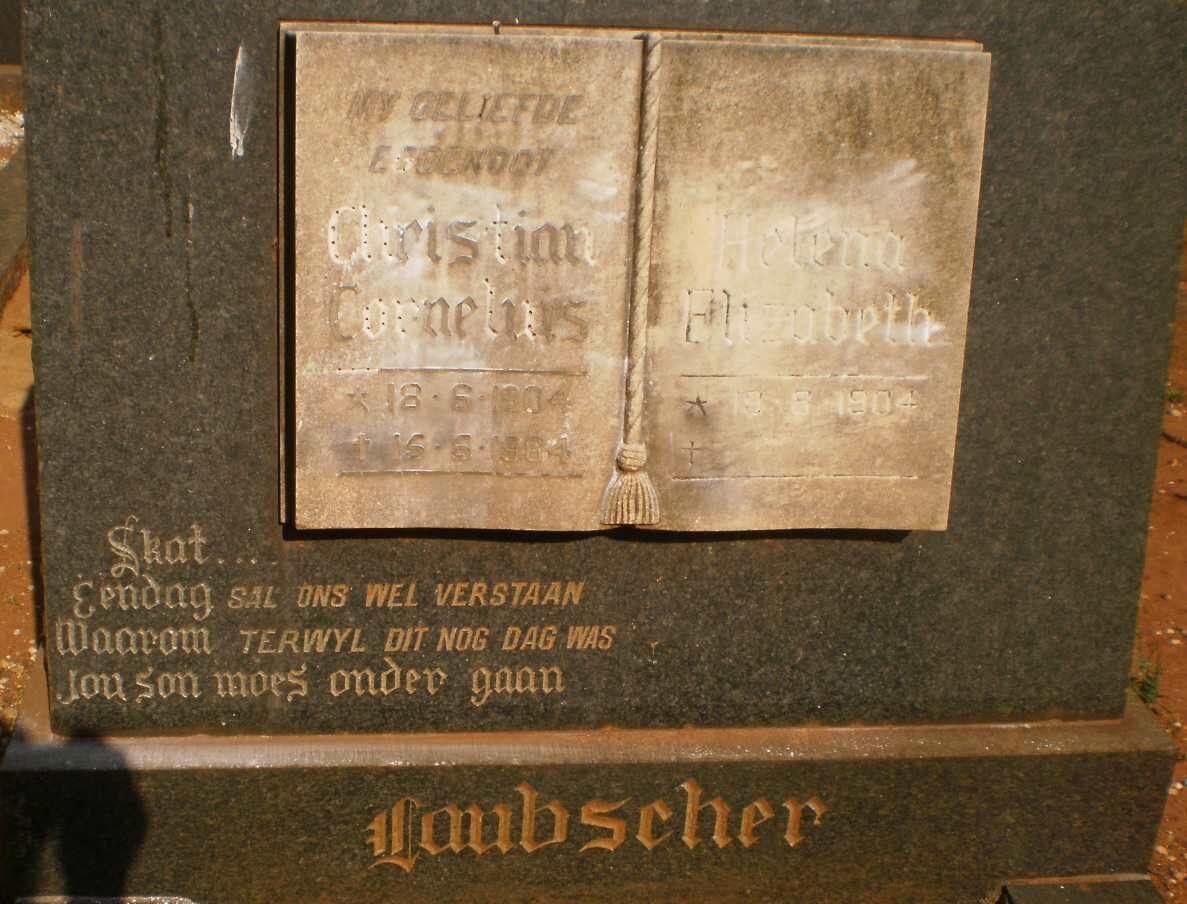 MY GELIEFDE
EGGENOOT
Christian
Cornelius
* 18·6·1904
† 15·6·1984
Helena
Elizabeth
* 19·8·1904
†
Skat....
Eendag SAL ONS WEL VERSTAAN
Waarom TERWYL DIT NOG DAG WAS
Jou son moes onder gaan
Laubscher